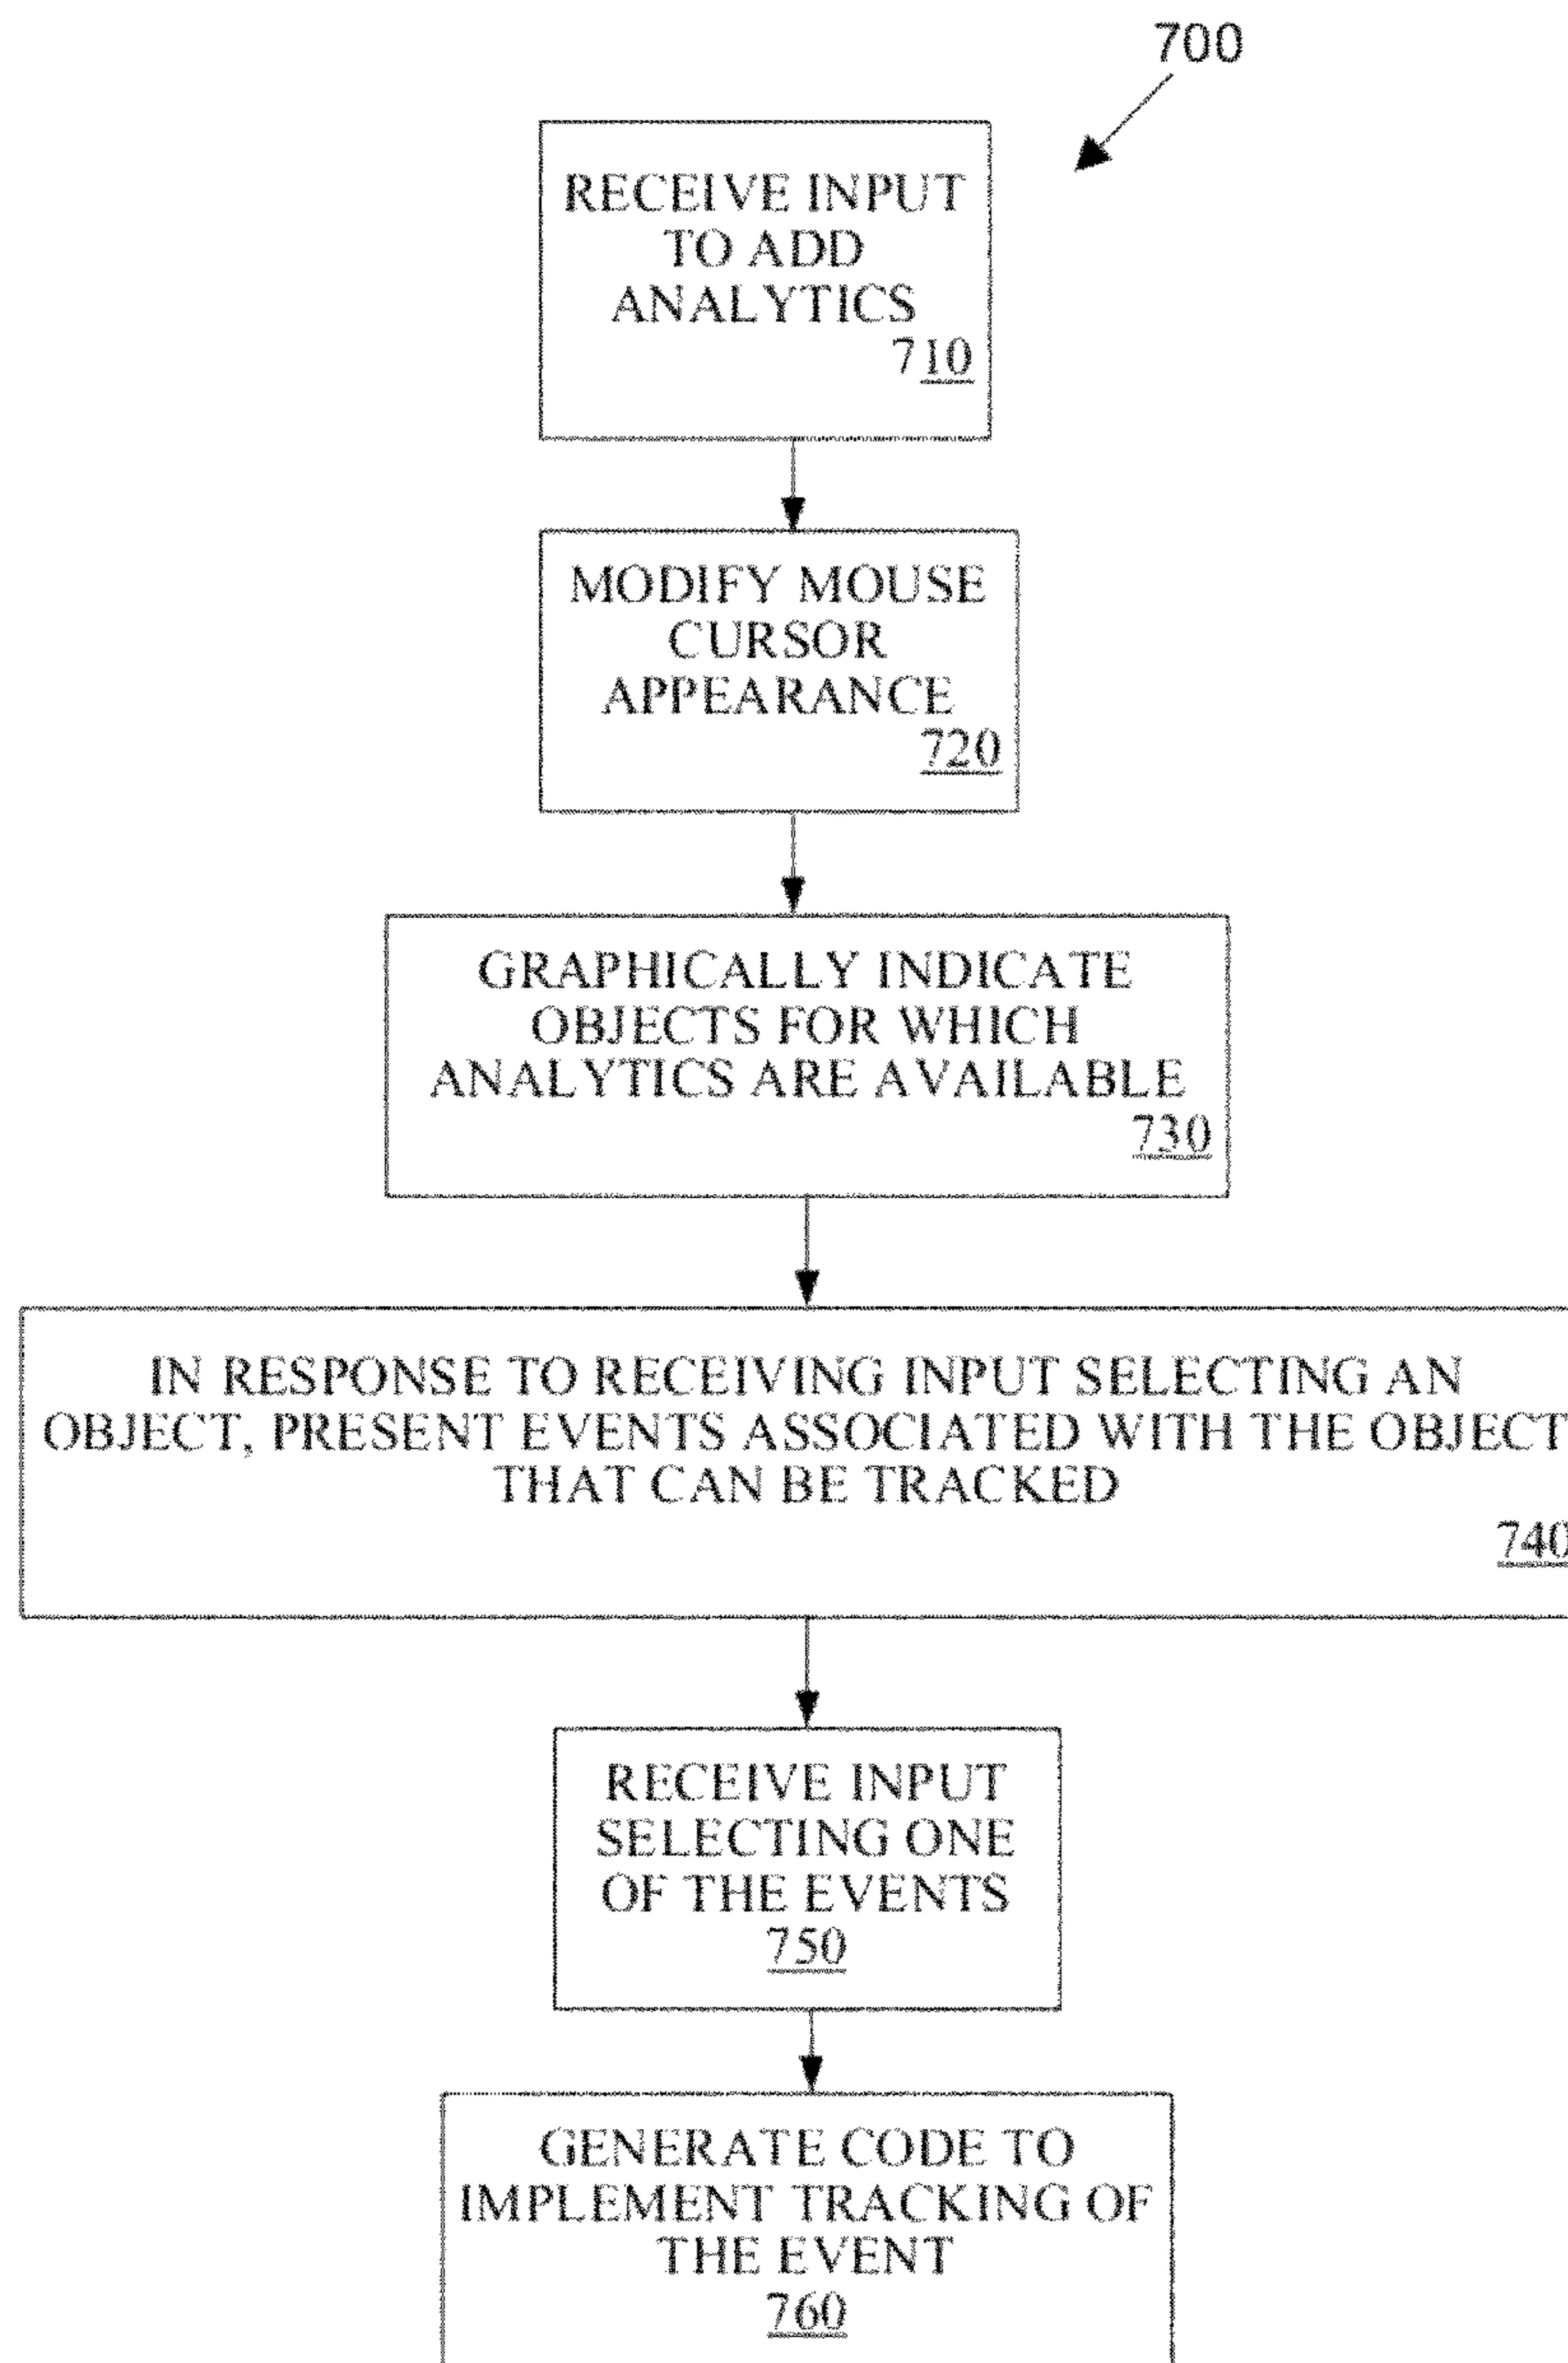 700
RECEIVE INPUT
TO ADD
ANALYTICS
710
MODIFY MOUSE
CURSOR
APPEARANCE
720
GRAPHICALLY INDICATE
OBJECTS FOR WHICH
ANALYTICS ARE AVAILABLE
730
IN RESPONSE TO RECEIVING INPUT SELECTING AN
OBJECT, PRESENT EVENTS ASSOCIATED WITH THE OBJECT
THAT CAN BE TRACKED
740
RECEIVE INPUT
SELECTING ONE
OF THE EVENTS
750
GENERATE CODE TO
IMPLEMENT TRACKING OF
THE EVENT
760